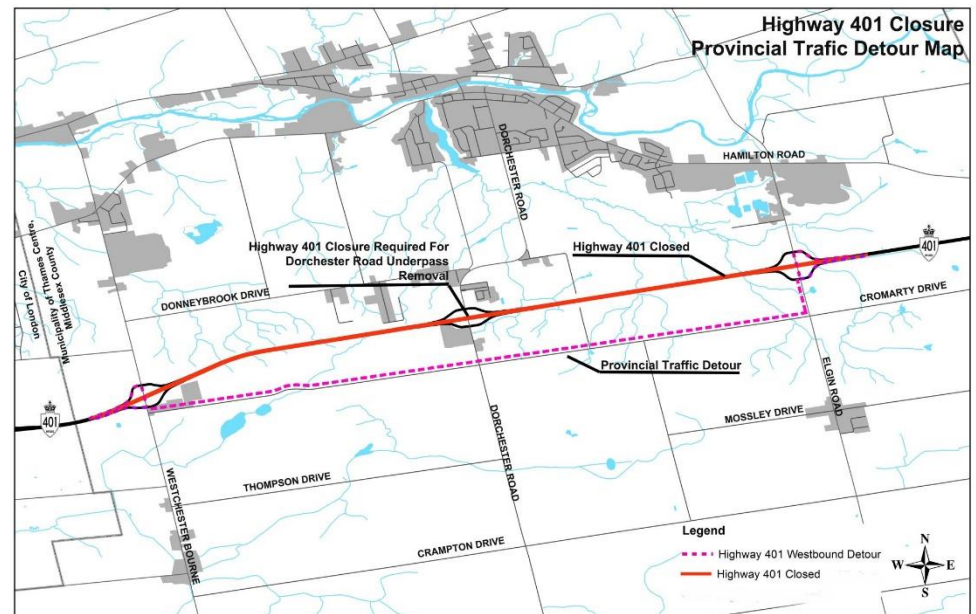 Highway 401 Closure
Provincial Trafic Detour Map
DORCHESTER ROAD
HAMILTON ROAD
Highway 401 Closure Required For
Dorchester Road Underpass
Removal
Highway 401 Closed
401
City of London
Municipality of Thames Centre,
Middlesex County
DONNEYBROOK DRIVE
CROMARTY DRIVE
Provincial Traffic Detour
ELGIN ROAD
401
MOSSLEY DRIVE
DORCHESTER ROAD
WESTCHESTER BOURNE
THOMPSON DRIVE
CRAMPTON DRIVE
Legend
Highway 401 Westbound Detour
Highway 401 Closed
N
W
E
S